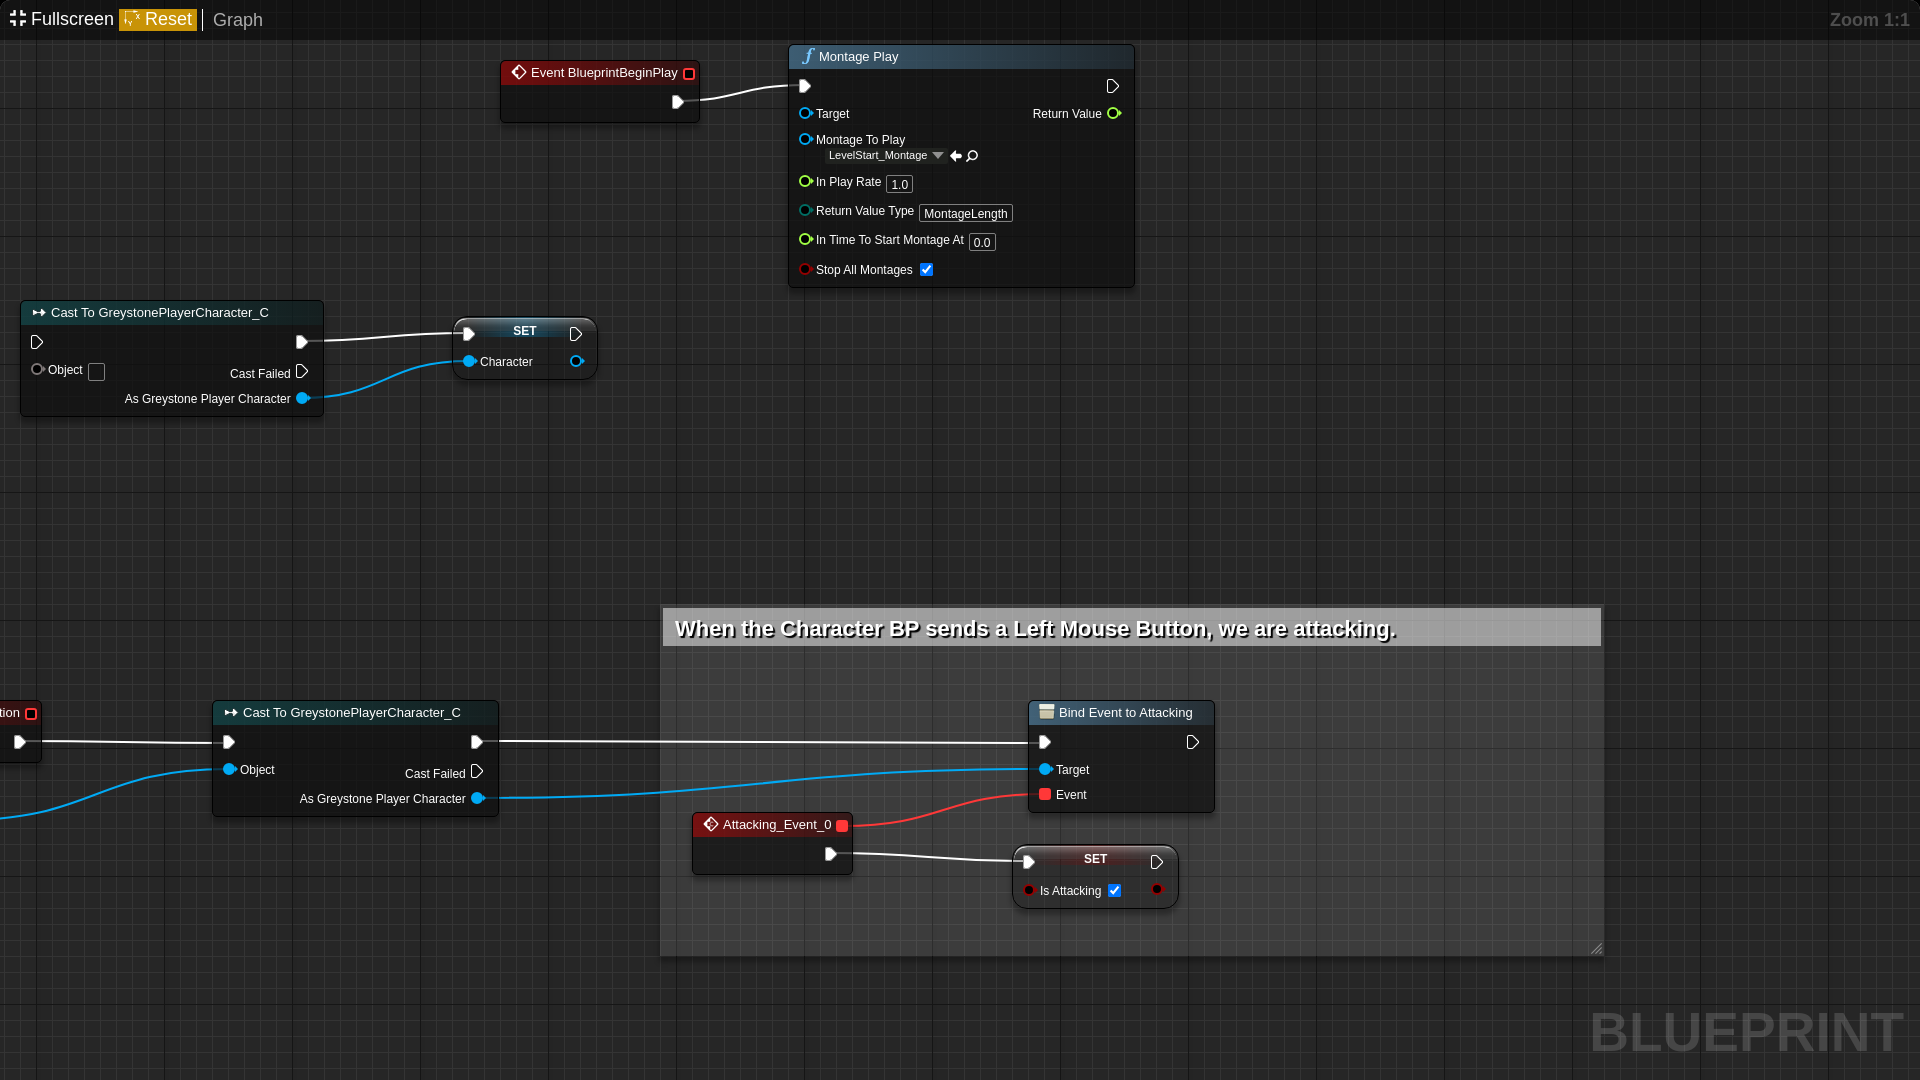 Fullscreen Reset Graph
Zoom 1:1
Event BlueprintBeginPlay
Montage Play
Target
Return Value
Montage To Play
LevelStart_Montage
In Play Rate 1.0
Return Value Type MontageLength
In Time To Start Montage At 0.0
Stop All Montages
Cast To GreystonePlayerCharacter_C
Object
Cast Failed
As Greystone Player Character
SET
Character
When the Character BP sends a Left Mouse Button, we are attacking.
tion
Cast To GreystonePlayerCharacter_C
Object
Cast Failed
As Greystone Player Character
Bind Event to Attacking
Target
Event
Attacking_Event_0
SET
Is Attacking
BLUEPRINT